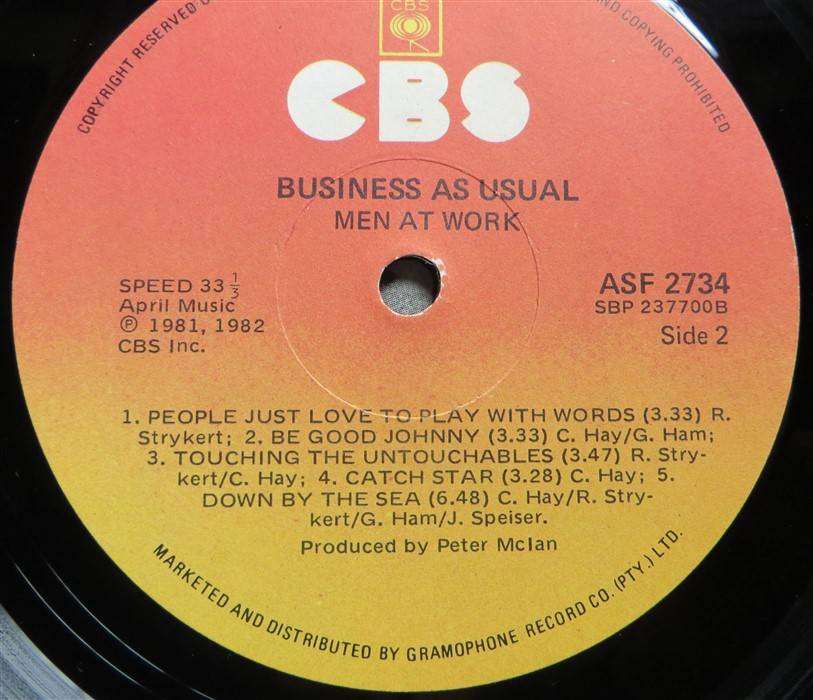 COPYRIGHT RESERVED
AND COPYING PROHIBITED
CBS
CBS
BUSINESS AS USUAL
MEN AT WORK
SPEED 33 1/3
April Music
℗ 1981, 1982
CBS Inc.
ASF 2734
SBP 237700B
Side 2
1. PEOPLE JUST LOVE TO PLAY WITH WORDS (3.33) R.
Strykert; 2. BE GOOD JOHNNY (3.33) C. Hay/G. Ham;
3. TOUCHING THE UNTOUCHABLES (3.47) R. Stry-
kert/C. Hay; 4. CATCH STAR (3.28) C. Hay; 5.
DOWN BY THE SEA (6.48) C. Hay/R. Stry-
kert/G. Ham/J. Speiser.
Produced by Peter McIan
MARKETED AND DISTRIBUTED BY GRAMOPHONE RECORD CO. (PTY.) LTD.